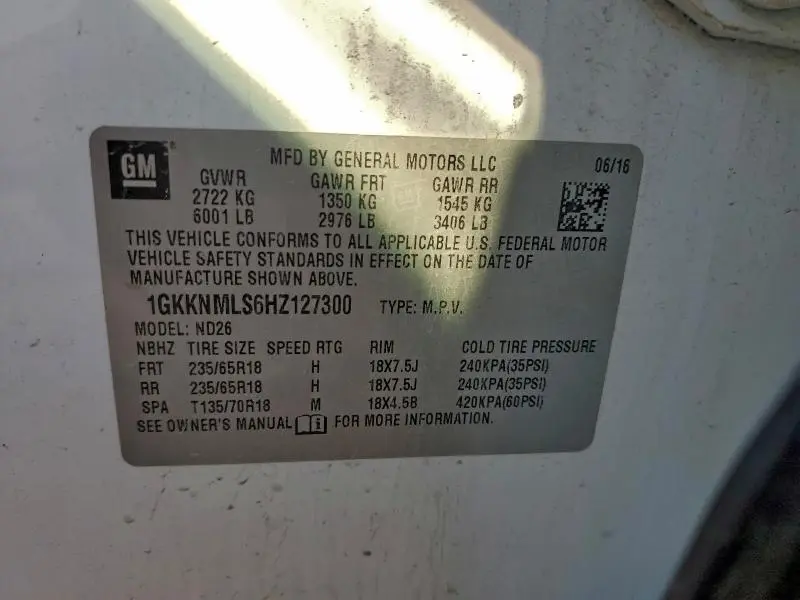 GM
MFD BY GENERAL MOTORS LLC 06/16
GVWR GAWR FRT GAWR RR
2722 KG 1350 KG 1545 KG
6001 LB 2976 LB 3406 LB
THIS VEHICLE CONFORMS TO ALL APPLICABLE U.S. FEDERAL MOTOR
VEHICLE SAFETY STANDARDS IN EFFECT ON THE DATE OF
MANUFACTURE SHOWN ABOVE.
1GKKNMLS6HZ127300 TYPE: M.P.V.
MODEL: ND26
NBHZ TIRE SIZE SPEED RTG RIM COLD TIRE PRESSURE
FRT 235/65R18 H 18X7.5J 240KPA(35PSI)
RR 235/65R18 H 18X7.5J 240KPA(35PSI)
SPA T135/70R18 M 18X4.5B 420KPA(60PSI)
SEE OWNER'S MANUAL FOR MORE INFORMATION.